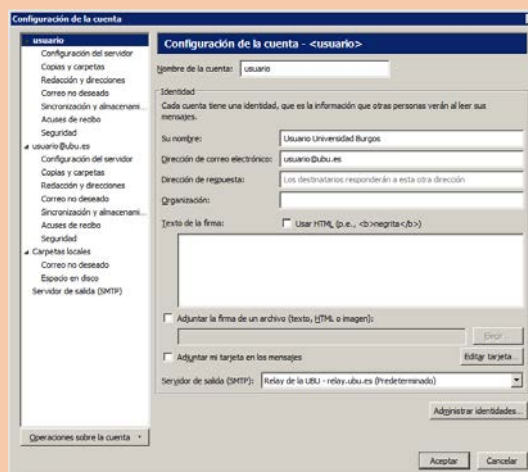 Configuración de la cuenta
usuario
Configuración del servidor
Copias y carpetas
Redacción y direcciones
Correo no deseado
Sincronización y almacenami...
Acuses de recibo
Seguridad
usuario@ubu.es
Configuración del servidor
Copias y carpetas
Redacción y direcciones
Correo no deseado
Sincronización y almacenami...
Acuses de recibo
Seguridad
Carpetas locales
Correo no deseado
Espacio en disco
Servidor de salida (SMTP)
Operaciones sobre la cuenta
Configuración de la cuenta - <usuario>
Nombre de la cuenta: usuario
Identidad
Cada cuenta tiene una identidad, que es la información que otras personas verán al leer sus
mensajes.
Su nombre: Usuario Universidad Burgos
Dirección de correo electrónico: usuario@ubu.es
Dirección de respuesta: Los destinatarios responderán a esta otra dirección
Organización:
Texto de la firma: Usar HTML (p.e., <b>negrita</b>)
Adjuntar la firma de un archivo (texto, HTML o imagen):
Elegir...
Adjuntar mi tarjeta en los mensajes Editar tarjeta...
Servidor de salida (SMTP): Relay de la UBU - relay.ubu.es (Predeterminado)
Administrar identidades...
Aceptar Cancelar